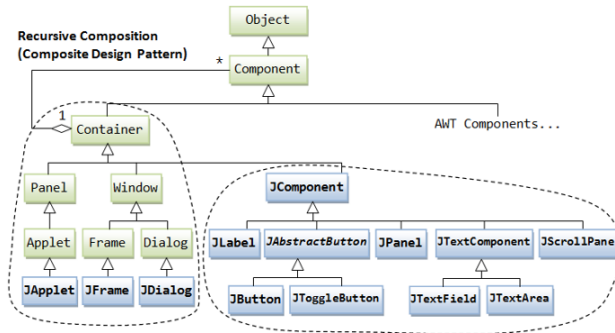 Object
Recursive Composition
(Composite Design Pattern)
*
Component
1
Container
AWT Components...
Panel
Window
JComponent
Applet
Frame
Dialog
JLabel
JAbstractButton
JPanel
JTextComponent
JScrollPane
JApplet
JFrame
JDialog
JButton
JToggleButton
JTextField
JTextArea